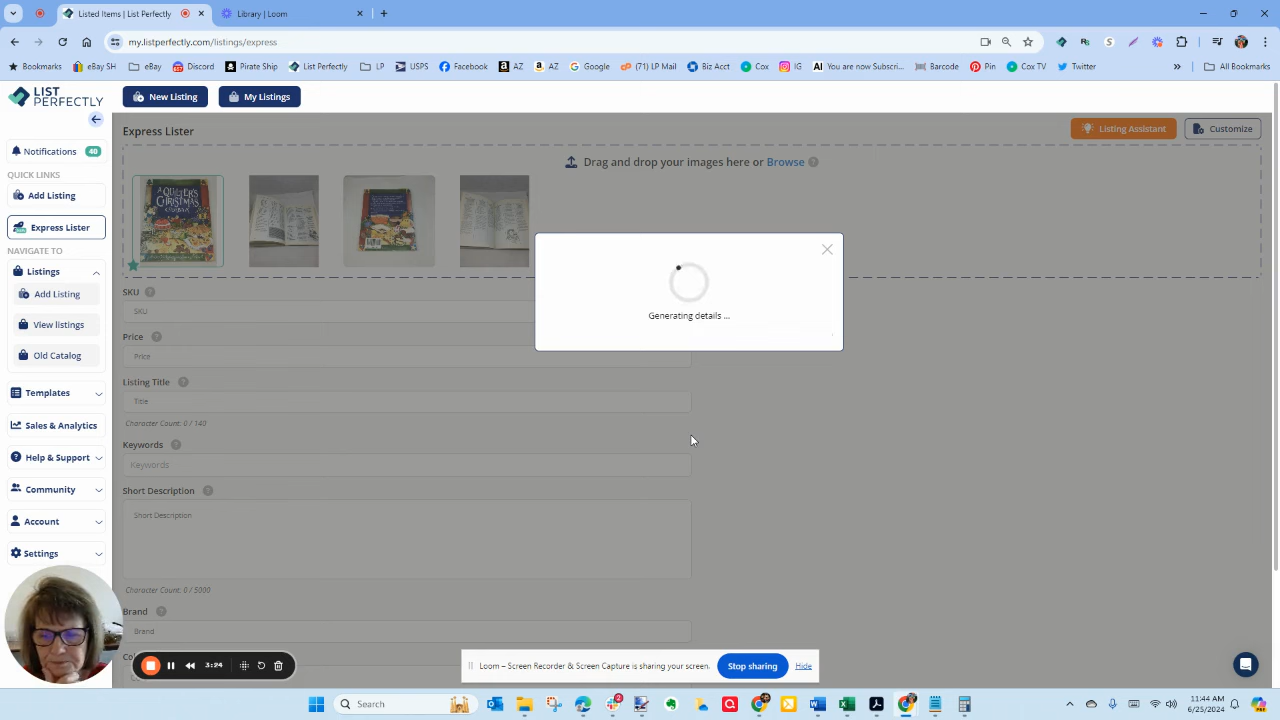 Listed Items | List Perfectly
Library | Loom
my.listperfectly.com/listings/express
Bookmarks
eBay SH
eBay
Discord
Pirate Ship
List Perfectly
LP
USPS
Facebook
AZ
AZ
Google
(71) LP Mail
Biz Acct
Cox
IG
You are now Subscri...
Barcode
Pin
Cox TV
Twitter
All Bookmarks
LIST
PERFECTLY
New Listing
My Listings
Express Lister
Listing Assistant
Customize
Notifications
40
QUICK LINKS
Add Listing
Express Lister
NAVIGATE TO
Listings
Add Listing
View listings
Old Catalog
Templates
Sales & Analytics
Help & Support
Community
Account
Settings
Drag and drop your images here or Browse
A QUILTER'S
CHRISTMAS
Generating details ...
SKU
SKU
Price
Price
Listing Title
Title
Character Count: 0 / 140
Keywords
Keywords
Short Description
Short Description
Character Count: 0 / 5000
Brand
Brand
3:24
Loom – Screen Recorder & Screen Capture is sharing your screen.
Stop sharing
Hide
Search
2
11:44 AM
6/25/2024